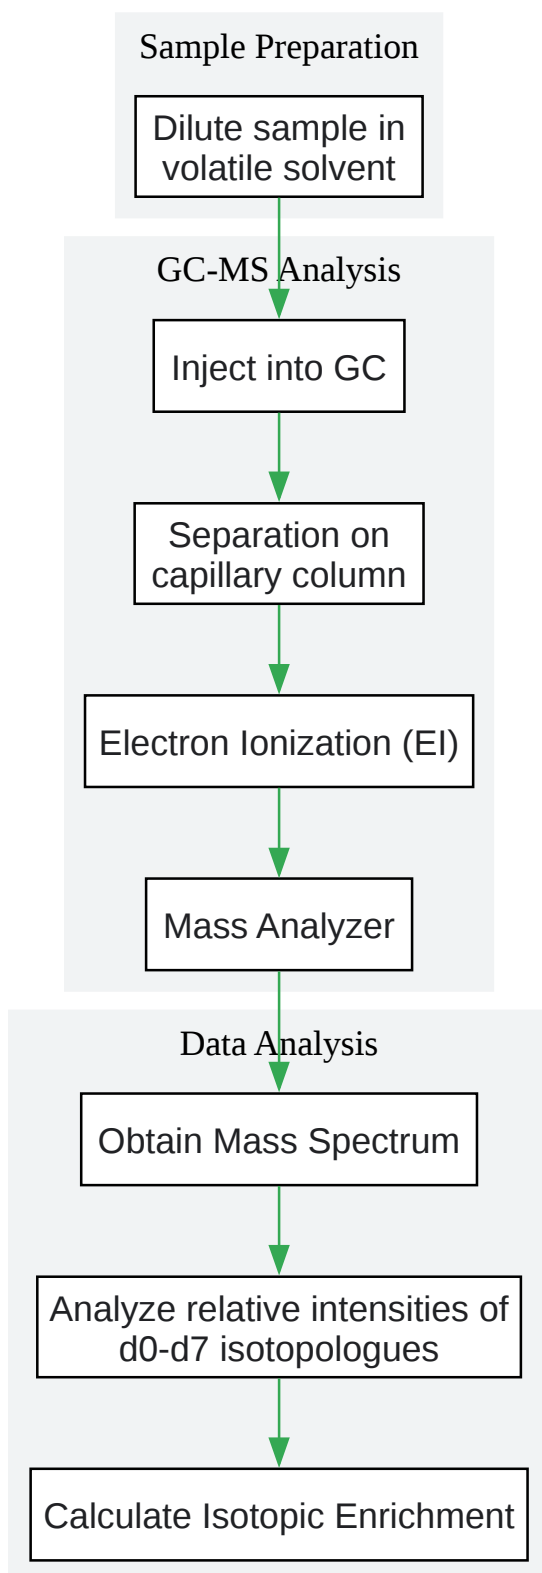 Sample Preparation
Dilute sample in
volatile solvent
GC-MS Analysis
Inject into GC
Separation on
capillary column
Electron Ionization (EI)
Mass Analyzer
Data Analysis
Obtain Mass Spectrum
Analyze relative intensities of
d0-d7 isotopologues
Calculate Isotopic Enrichment